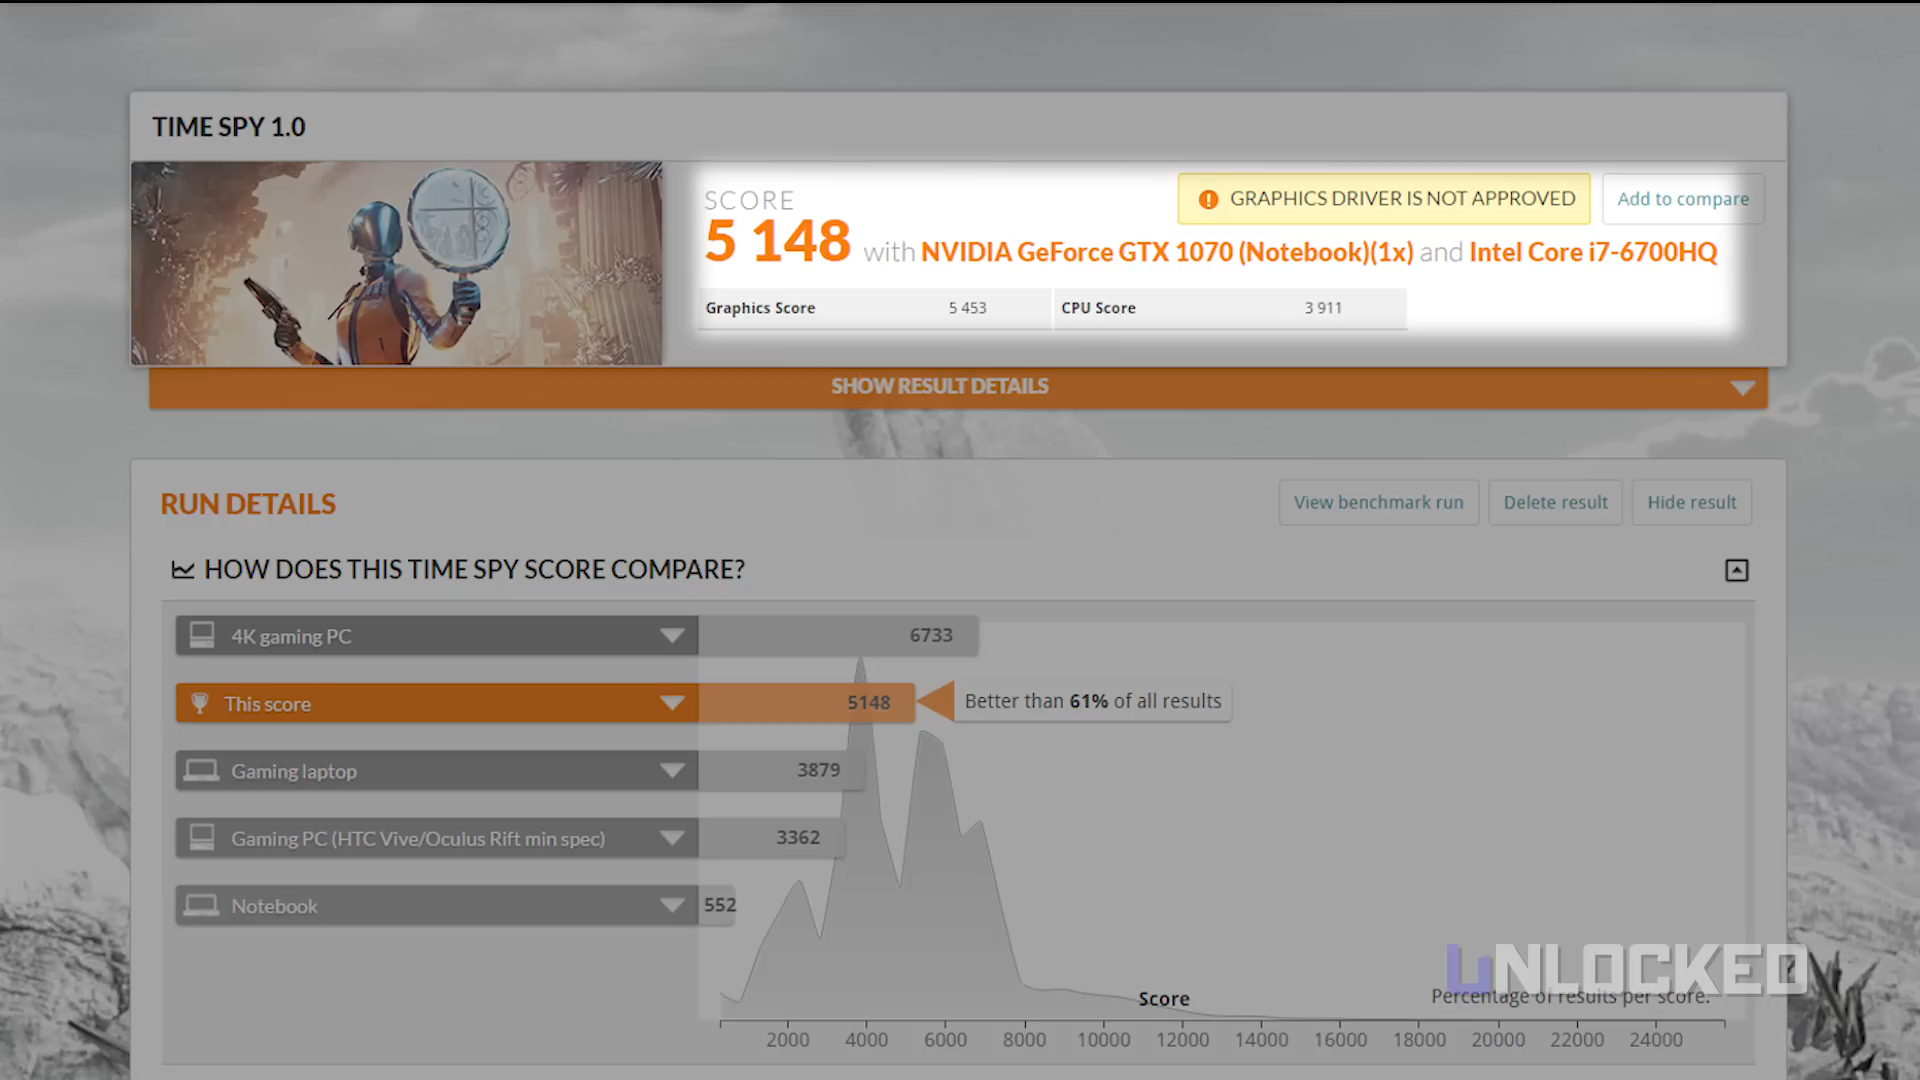 TIME SPY 1.0
SCORE
GRAPHICS DRIVER IS NOT APPROVED
Add to compare
5 148 with NVIDIA GeForce GTX 1070 (Notebook)(1x) and Intel Core i7-6700HQ
Graphics Score 5 453 CPU Score 3 911
SHOW RESULT DETAILS
RUN DETAILS
View benchmark run Delete result Hide result
HOW DOES THIS TIME SPY SCORE COMPARE?
4K gaming PC 6733
This score 5148 Better than 61% of all results
Gaming laptop 3879
Gaming PC (HTC Vive/Oculus Rift min spec) 3362
Notebook 552
UNLOCKED
Score Percentage of results per score.
2000 4000 6000 8000 10000 12000 14000 16000 18000 20000 22000 24000